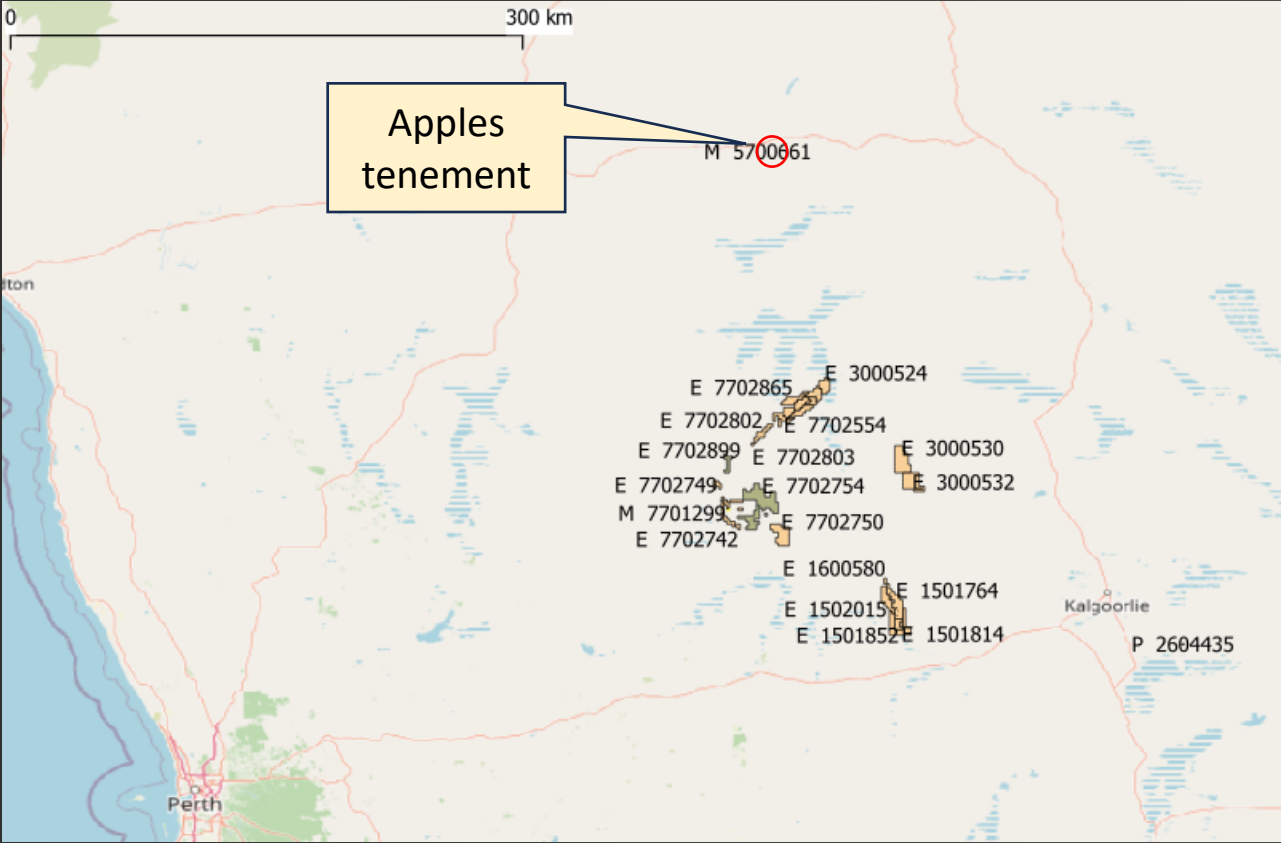 0
300 km
Apples
tenement
M 5700661
dton
E 3000524
E 7702865
E 7702802
E 7702554
E 7702899
E 7702803
E 3000530
E 3000532
E 7702749
E 7702754
M 7701299
E 7702750
E 7702742
E 1600580
E 1501764
E 1502015
E 1501852
E 1501814
Kalgoorlie
P 2604435
Perth